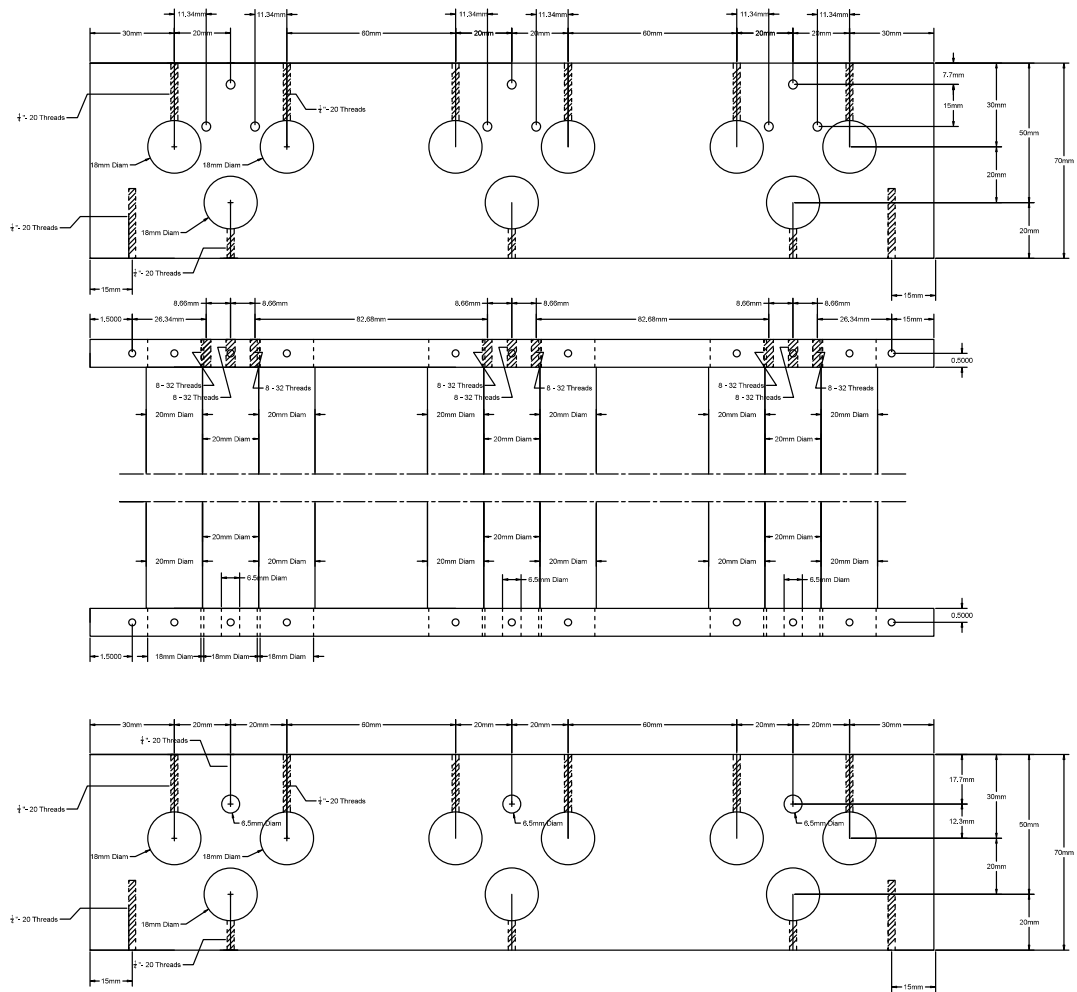 11,34mm 11,34mm 11,34mm 11,34mm 11,34mm 11,34mm
30mm 20mm 60mm 20mm 20mm 60mm 20mm 20mm 30mm
7.7mm
15mm
30mm
50mm
70mm
20mm
20mm
¼"- 20 Threads
¼"- 20 Threads
18mm Diam
18mm Diam
¼"- 20 Threads
18mm Diam
¼"- 20 Threads
15mm
15mm
8,66mm 8,66mm 8,66mm 8,66mm 8,66mm 8,66mm
1,5000 26,34mm 82,68mm 82,68mm 26,34mm 15mm
0,5000
8 - 32 Threads 8 - 32 Threads 8 - 32 Threads 8 - 32 Threads 8 - 32 Threads 8 - 32 Threads
8 - 32 Threads 8 - 32 Threads 8 - 32 Threads
20mm Diam 20mm Diam 20mm Diam 20mm Diam 20mm Diam 20mm Diam
20mm Diam 20mm Diam 20mm Diam
20mm Diam 20mm Diam 20mm Diam
20mm Diam 20mm Diam 20mm Diam 20mm Diam 20mm Diam 20mm Diam
6.5mm Diam 6.5mm Diam 6.5mm Diam
0,5000
1,5000 18mm Diam 18mm Diam 18mm Diam
30mm 20mm 20mm 60mm 20mm 20mm 60mm 20mm 20mm 30mm
¼"- 20 Threads
17.7mm
30mm
50mm
70mm
12.3mm
20mm
20mm
¼"- 20 Threads
¼"- 20 Threads
6.5mm Diam 6.5mm Diam 6.5mm Diam
18mm Diam
18mm Diam
¼"- 20 Threads
18mm Diam
¼"- 20 Threads
15mm
15mm